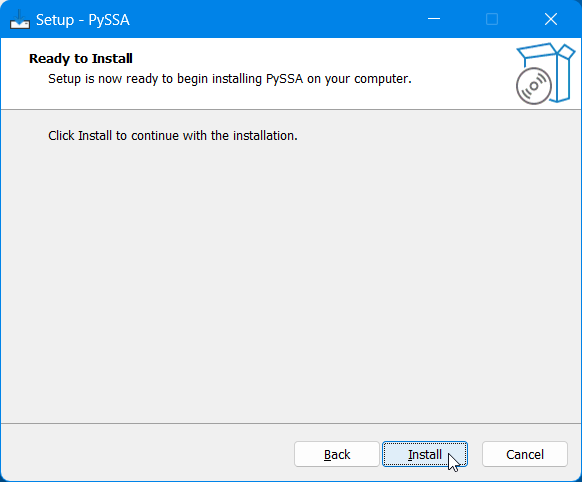 Setup - PySSA
Ready to Install
Setup is now ready to begin installing PySSA on your computer.
Click Install to continue with the installation.
Back
Install
Cancel